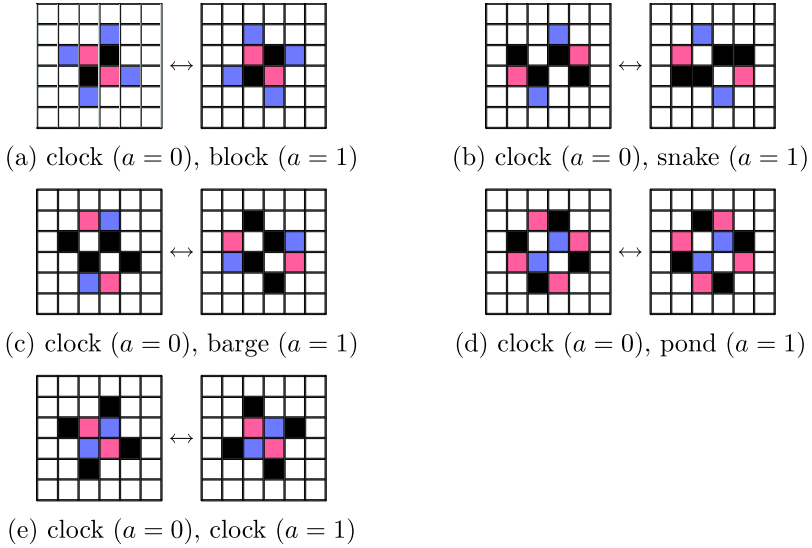 (a) clock (a = 0), block (a = 1)
(b) clock (a = 0), snake (a = 1)
(c) clock (a = 0), barge (a = 1)
(d) clock (a = 0), pond (a = 1)
(e) clock (a = 0), clock (a = 1)